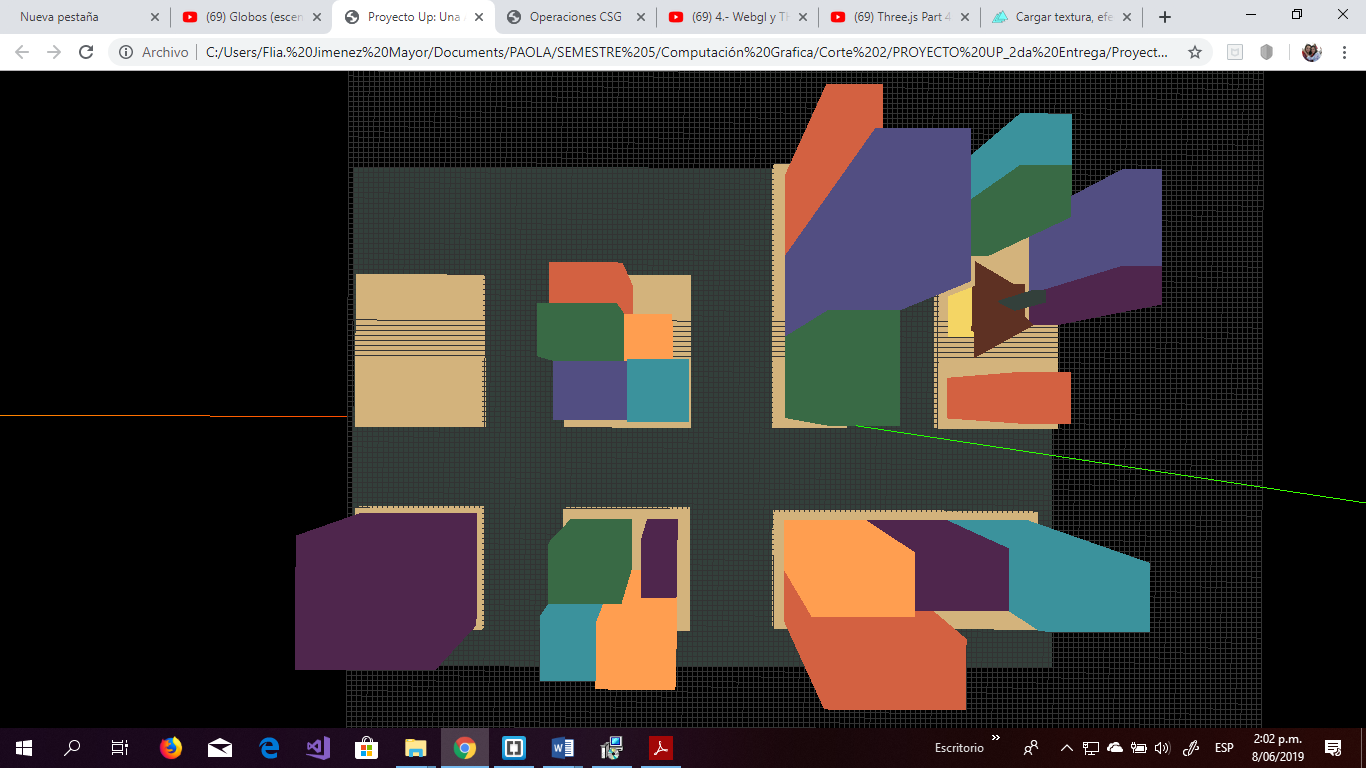 Nueva pestaña
(69) Globos (escen
Proyecto Up: Una
Operaciones CSG
(69) 4.- Webgl y Th
(69) Three.js Part 4
Cargar textura, efe
Archivo C:/Users/Flia.%20Jimenez%20Mayor/Documents/PAOLA/SEMESTRE%205/Computación%20Grafica/Corte%202/PROYECTO%20UP_2da%20Entrega/Proyect...
Escritorio
ESP
2:02 p.m.
8/06/2019